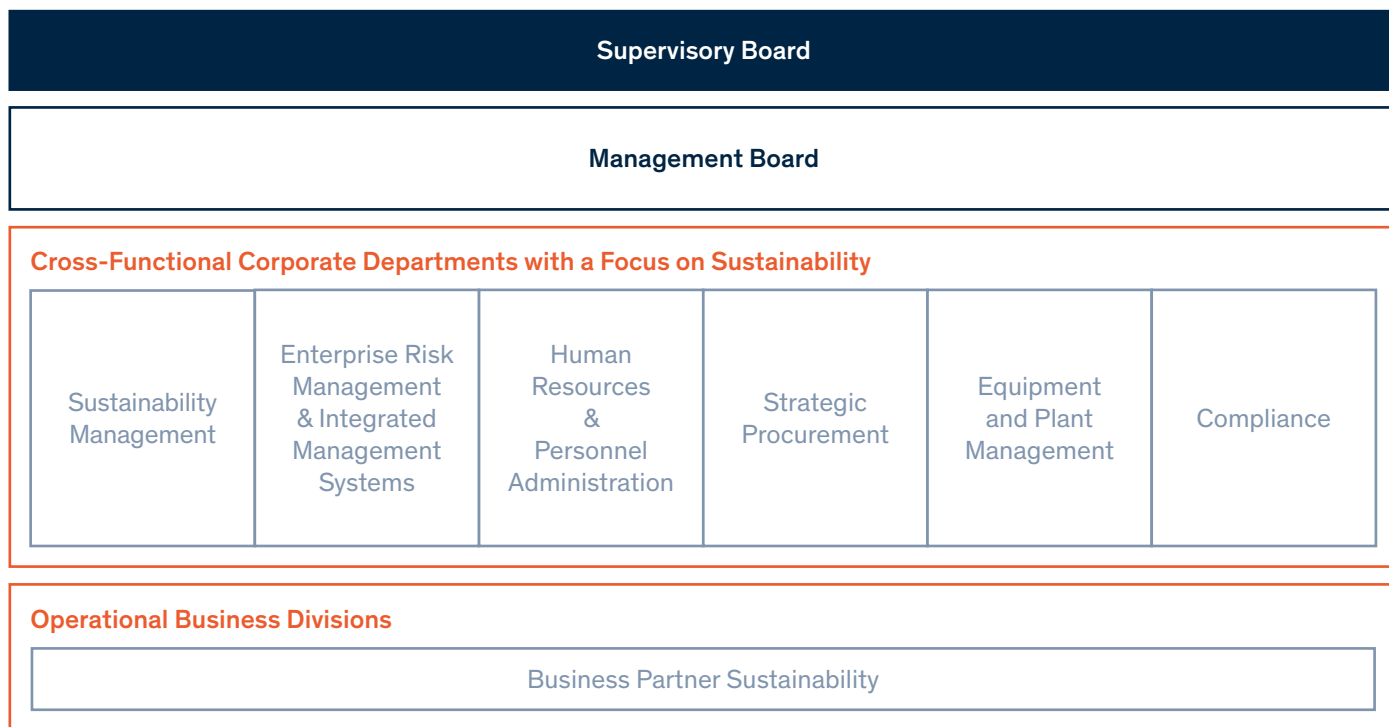 Supervisory Board
Management Board
Cross-Functional Corporate Departments with a Focus on Sustainability
Sustainability
Management
Enterprise Risk
Management
& Integrated
Management
Systems
Human
Resources
&
Personnel
Administration
Strategic
Procurement
Equipment
and Plant
Management
Compliance
Operational Business Divisions
Business Partner Sustainability